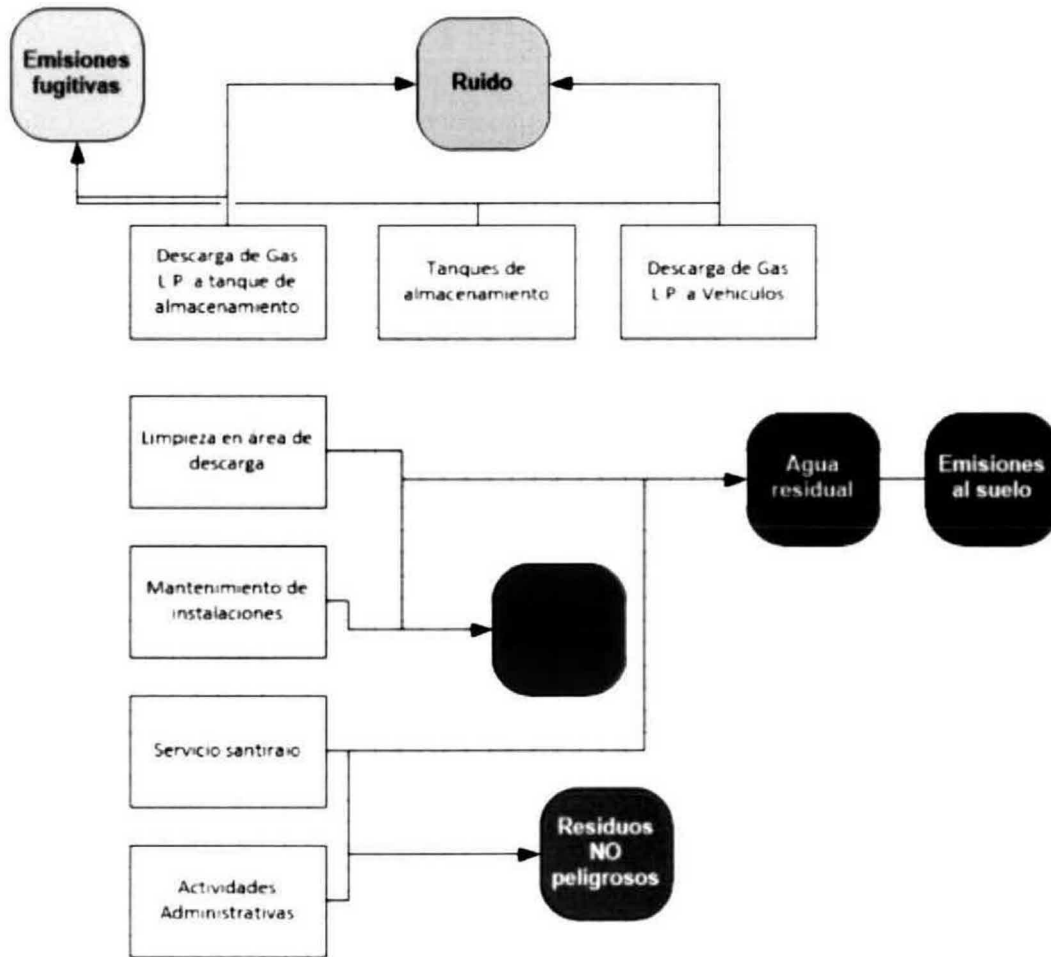 Emisiones
fugitivas
Ruido
Descarga de Gas
L P a tanque de
almacenamiento
Tanques de
almacenamiento
Descarga de Gas
L P a Vehiculos
Limpieza en área de
descarga
Agua
residual
Emisiones
al suelo
Mantenimiento de
instalaciones
Servicio santiraio
Residuos
NO
peligrosos
Actividades
Administrativas